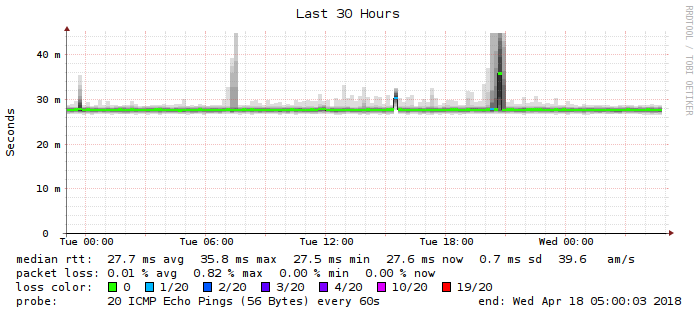 Last 30 Hours
RRDTOOL / TOBI OETIKER
Seconds
40 m
30 m
20 m
10 m
0
Tue 00:00 Tue 06:00 Tue 12:00 Tue 18:00 Wed 00:00
median rtt: 27.7 ms avg 35.8 ms max 27.5 ms min 27.6 ms now 0.7 ms sd 39.6 am/s
packet loss: 0.01 % avg 0.82 % max 0.00 % min 0.00 % now
loss color: 0 1/20 2/20 3/20 4/20 10/20 19/20
probe: 20 ICMP Echo Pings (56 Bytes) every 60s end: Wed Apr 18 05:00:03 2018